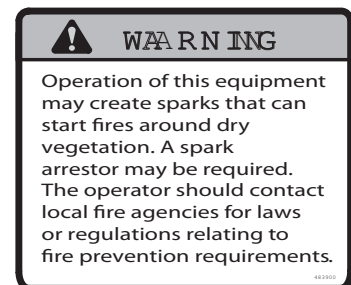 WAARNING
Operation of this equipment
may create sparks that can
start fires around dry
vegetation. A spark
arrestor may be required.
The operator should contact
local fire agencies for laws
or regulations relating to
fire prevention requirements.
483900